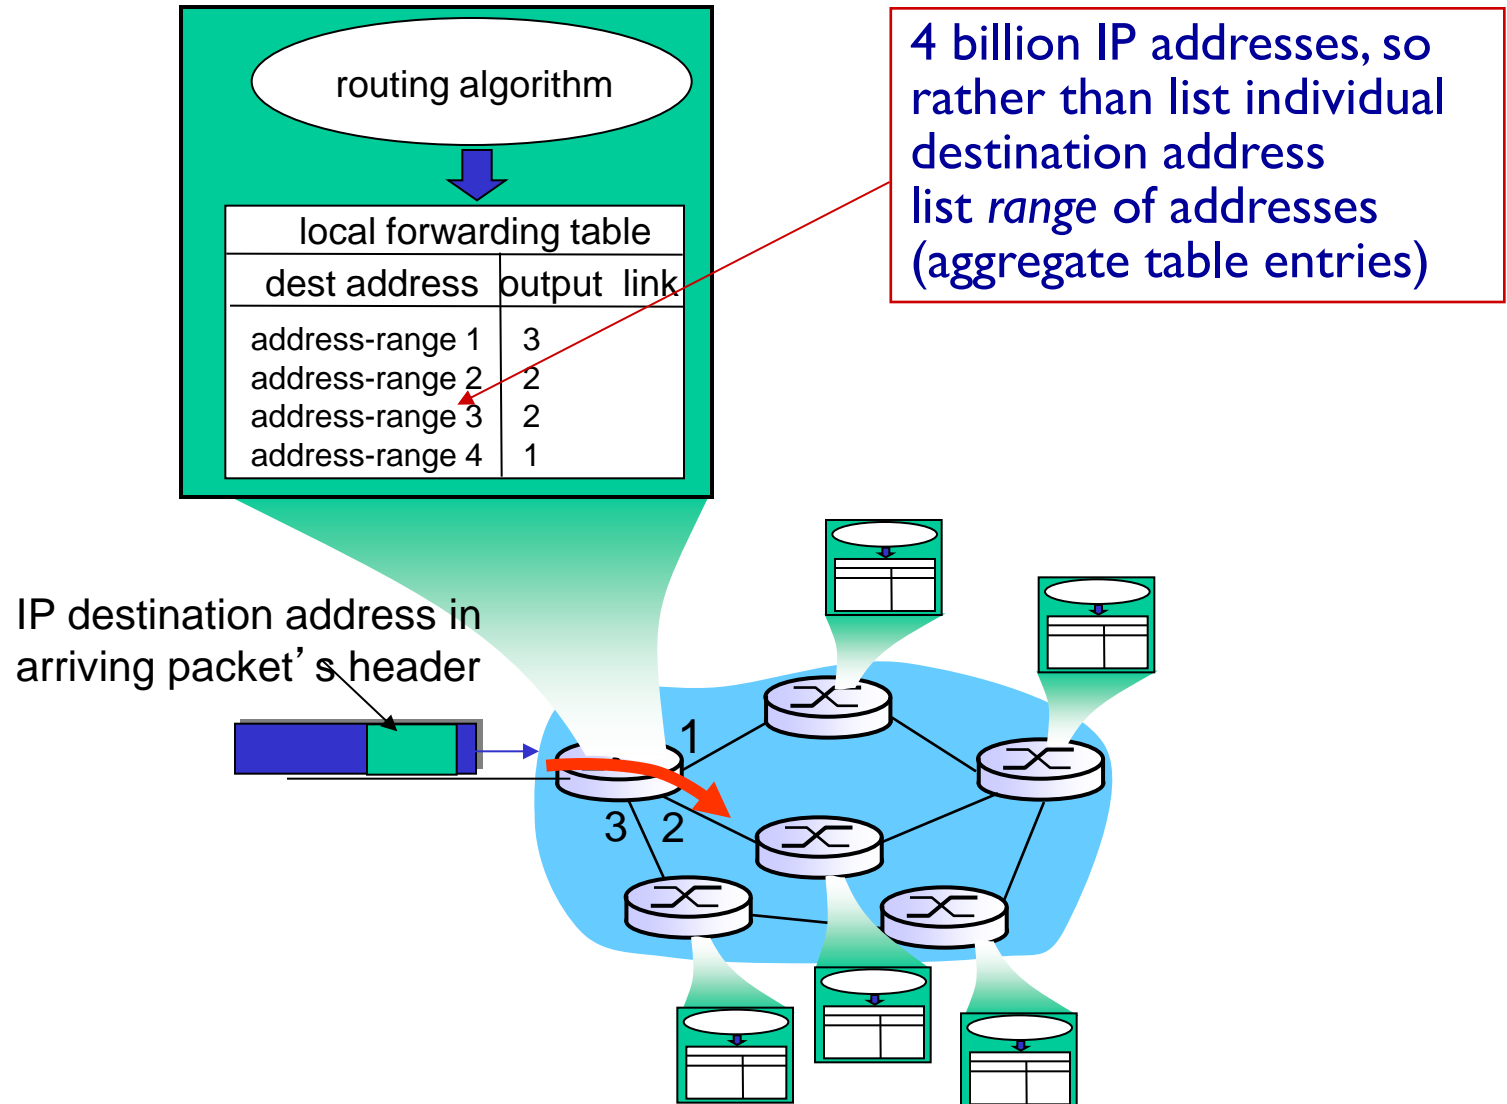 routing algorithm
local forwarding table
dest address output link
address-range 1 3
address-range 2 2
address-range 3 2
address-range 4 1
4 billion IP addresses, so
rather than list individual
destination address
list range of addresses
(aggregate table entries)
IP destination address in
arriving packet’s header
1
3 2